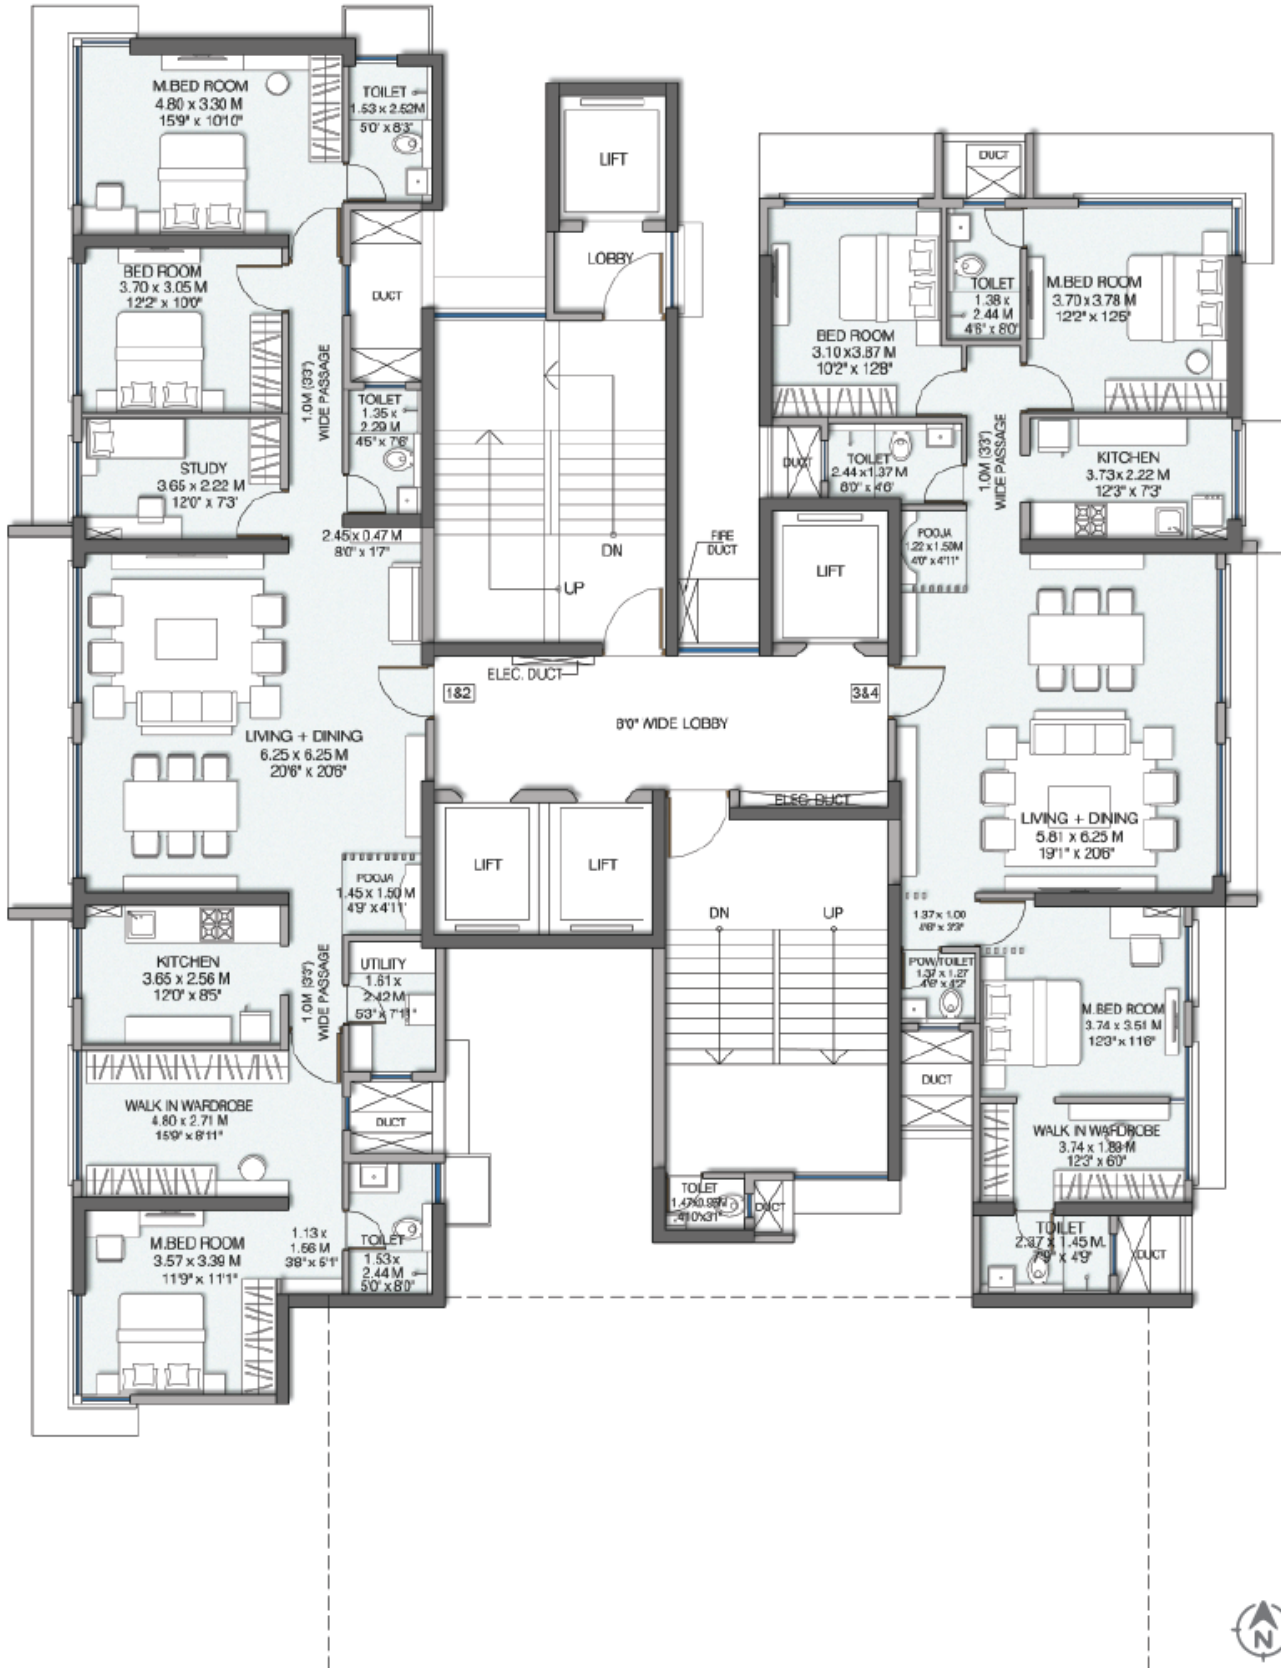 M.BED ROOM
4.80 x 3.30 M
15'9" x 10'10"
TOILET
1.53 x 2.52M
5'0' x 8'3"
LIFT
LOBBY
DUCT
BED ROOM
3.70 x 3.05 M
12'2" x 10'0"
DUCT
1.0M (3'3")
WIDE PASSAGE
TOILET
1.35 x
2.29 M
4'5" x 7'6"
STUDY
3.65 x 2.22 M
12'0" x 7'3'
2.45 x 0.47 M
8'0" x 1'7"
DN
UP
FIRE
DUCT
BED ROOM
3.10 x 3.87 M
10'2" x 12'8"
TOILET
1.38 x
2.44 M
4'6" x 8'0"
M.BED ROOM
3.70 x 3.78 M
12'2" x 12'5"
DUCT
TOILET
2.44 x 1.37 M
8'0" x 4'6"
1.0M (3'3")
WIDE PASSAGE
KITCHEN
3.73 x 2.22 M
12'3" x 7'3"
POOJA
1.22 x 1.50M
4'0" x 4'11"
LIFT
ELEC. DUCT
1&2
3&4
8'0" WIDE LOBBY
LIVING + DINING
6.25 x 6.25 M
20'6" x 20'6"
ELEC. DUCT
LIVING + DINING
5.81 x 6.25 M
19'1" x 20'6"
LIFT
LIFT
POOJA
1.45 x 1.50 M
4'9" x 4'11'
DN
UP
1.37 x 1.00
4'6" x 3'3"
KITCHEN
3.65 x 2.56 M
12'0" x 8'5"
1.0M (3'3")
WIDE PASSAGE
UTILITY
1.61 x
2.42 M
5'3" x 7'11"
POW.TOILET
1.37 x 1.27
4'6" x 4'2"
M.BED ROOM
3.74 x 3.51 M
12'3" x 11'6"
DUCT
WALK IN WARDROBE
4.80 x 2.71 M
15'9" x 8'11"
DUCT
WALK IN WARDROBE
3.74 x 1.83 M
12'3" x 6'0"
TOILET
DUCT
M.BED ROOM
3.57 x 3.39 M
11'9" x 11'1"
1.13 x
1.56 M
3'8" x 5'1"
TOILET
1.53 x
2.44 M
5'0" x 8'0"
TOILET
2.37 x 1.45 M.
7'9" x 4'9"
DUCT
N